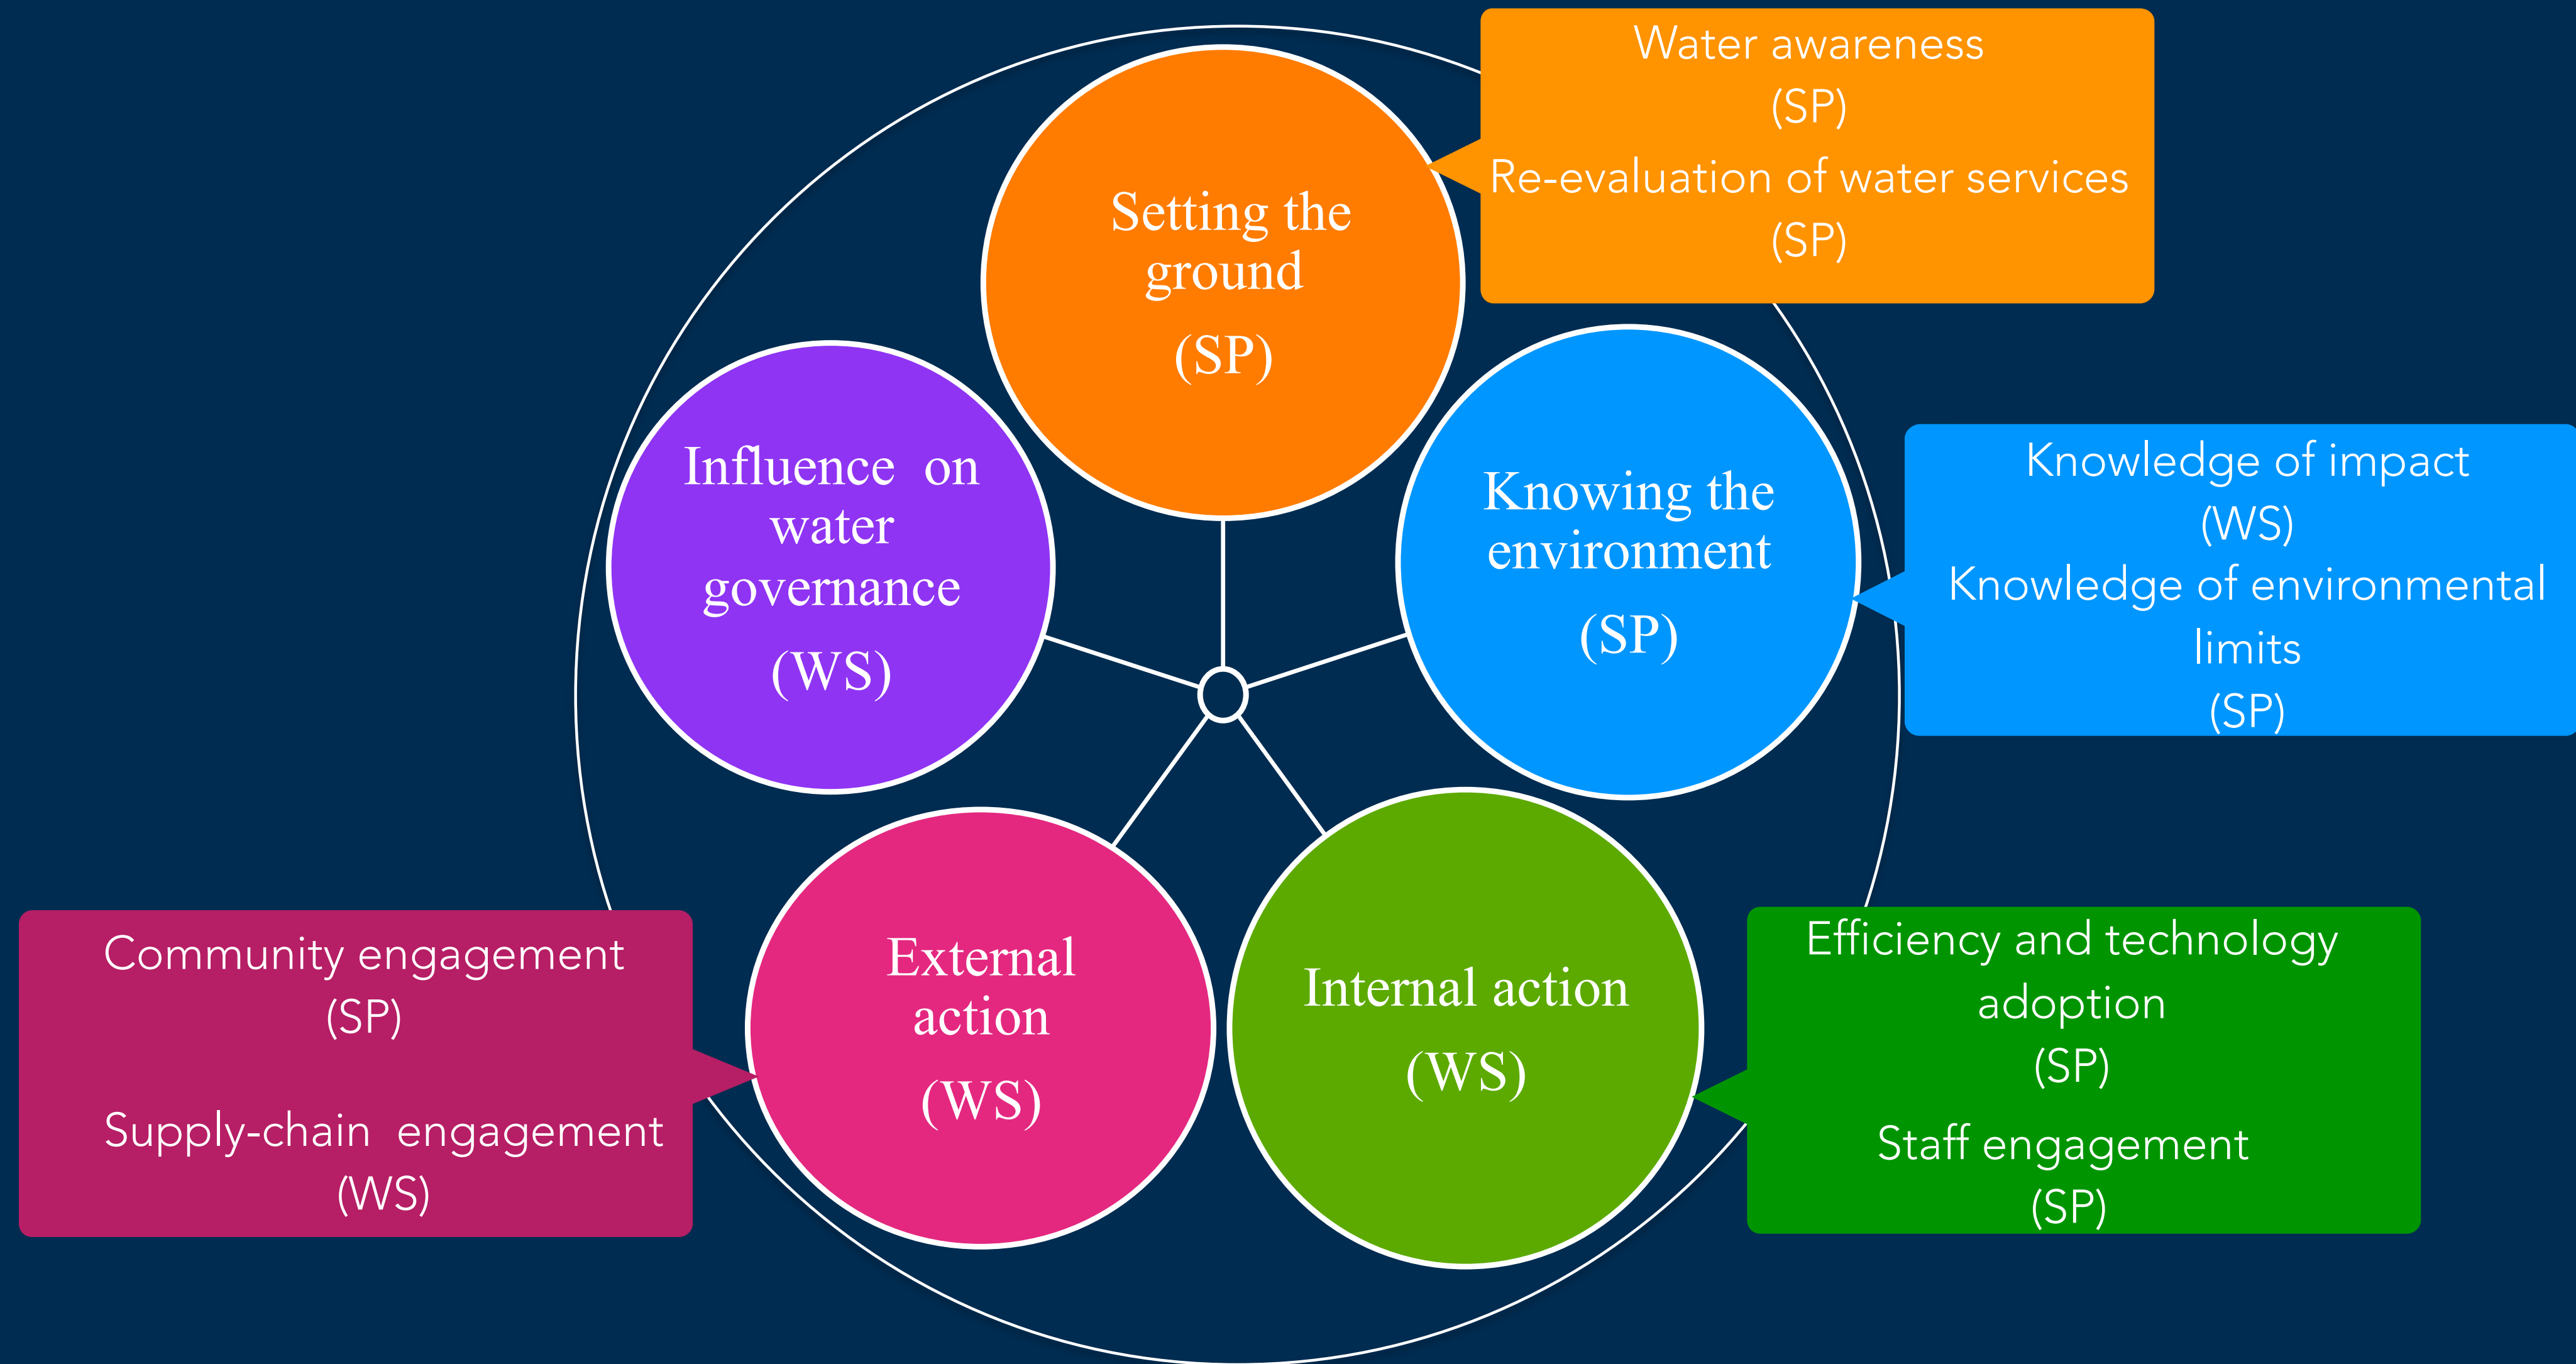 Setting the
ground
(SP)
Water awareness
(SP)
Re-evaluation of water services
(SP)
Knowing the
environment
(SP)
Knowledge of impact
(WS)
Knowledge of environmental
limits
(SP)
Internal action
(WS)
Efficiency and technology
adoption
(SP)
Staff engagement
(SP)
External
action
(WS)
Community engagement
(SP)
Supply-chain  engagement
(WS)
Influence  on
water
governance
(WS)